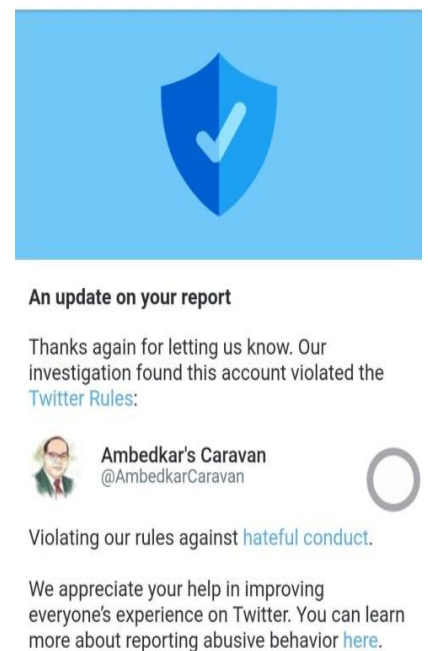 An update on your report
Thanks again for letting us know. Our
investigation found this account violated the
Twitter Rules:
Ambedkar's Caravan
@AmbedkarCaravan
Violating our rules against hateful conduct.
We appreciate your help in improving
everyone's experience on Twitter. You can learn
more about reporting abusive behavior here.